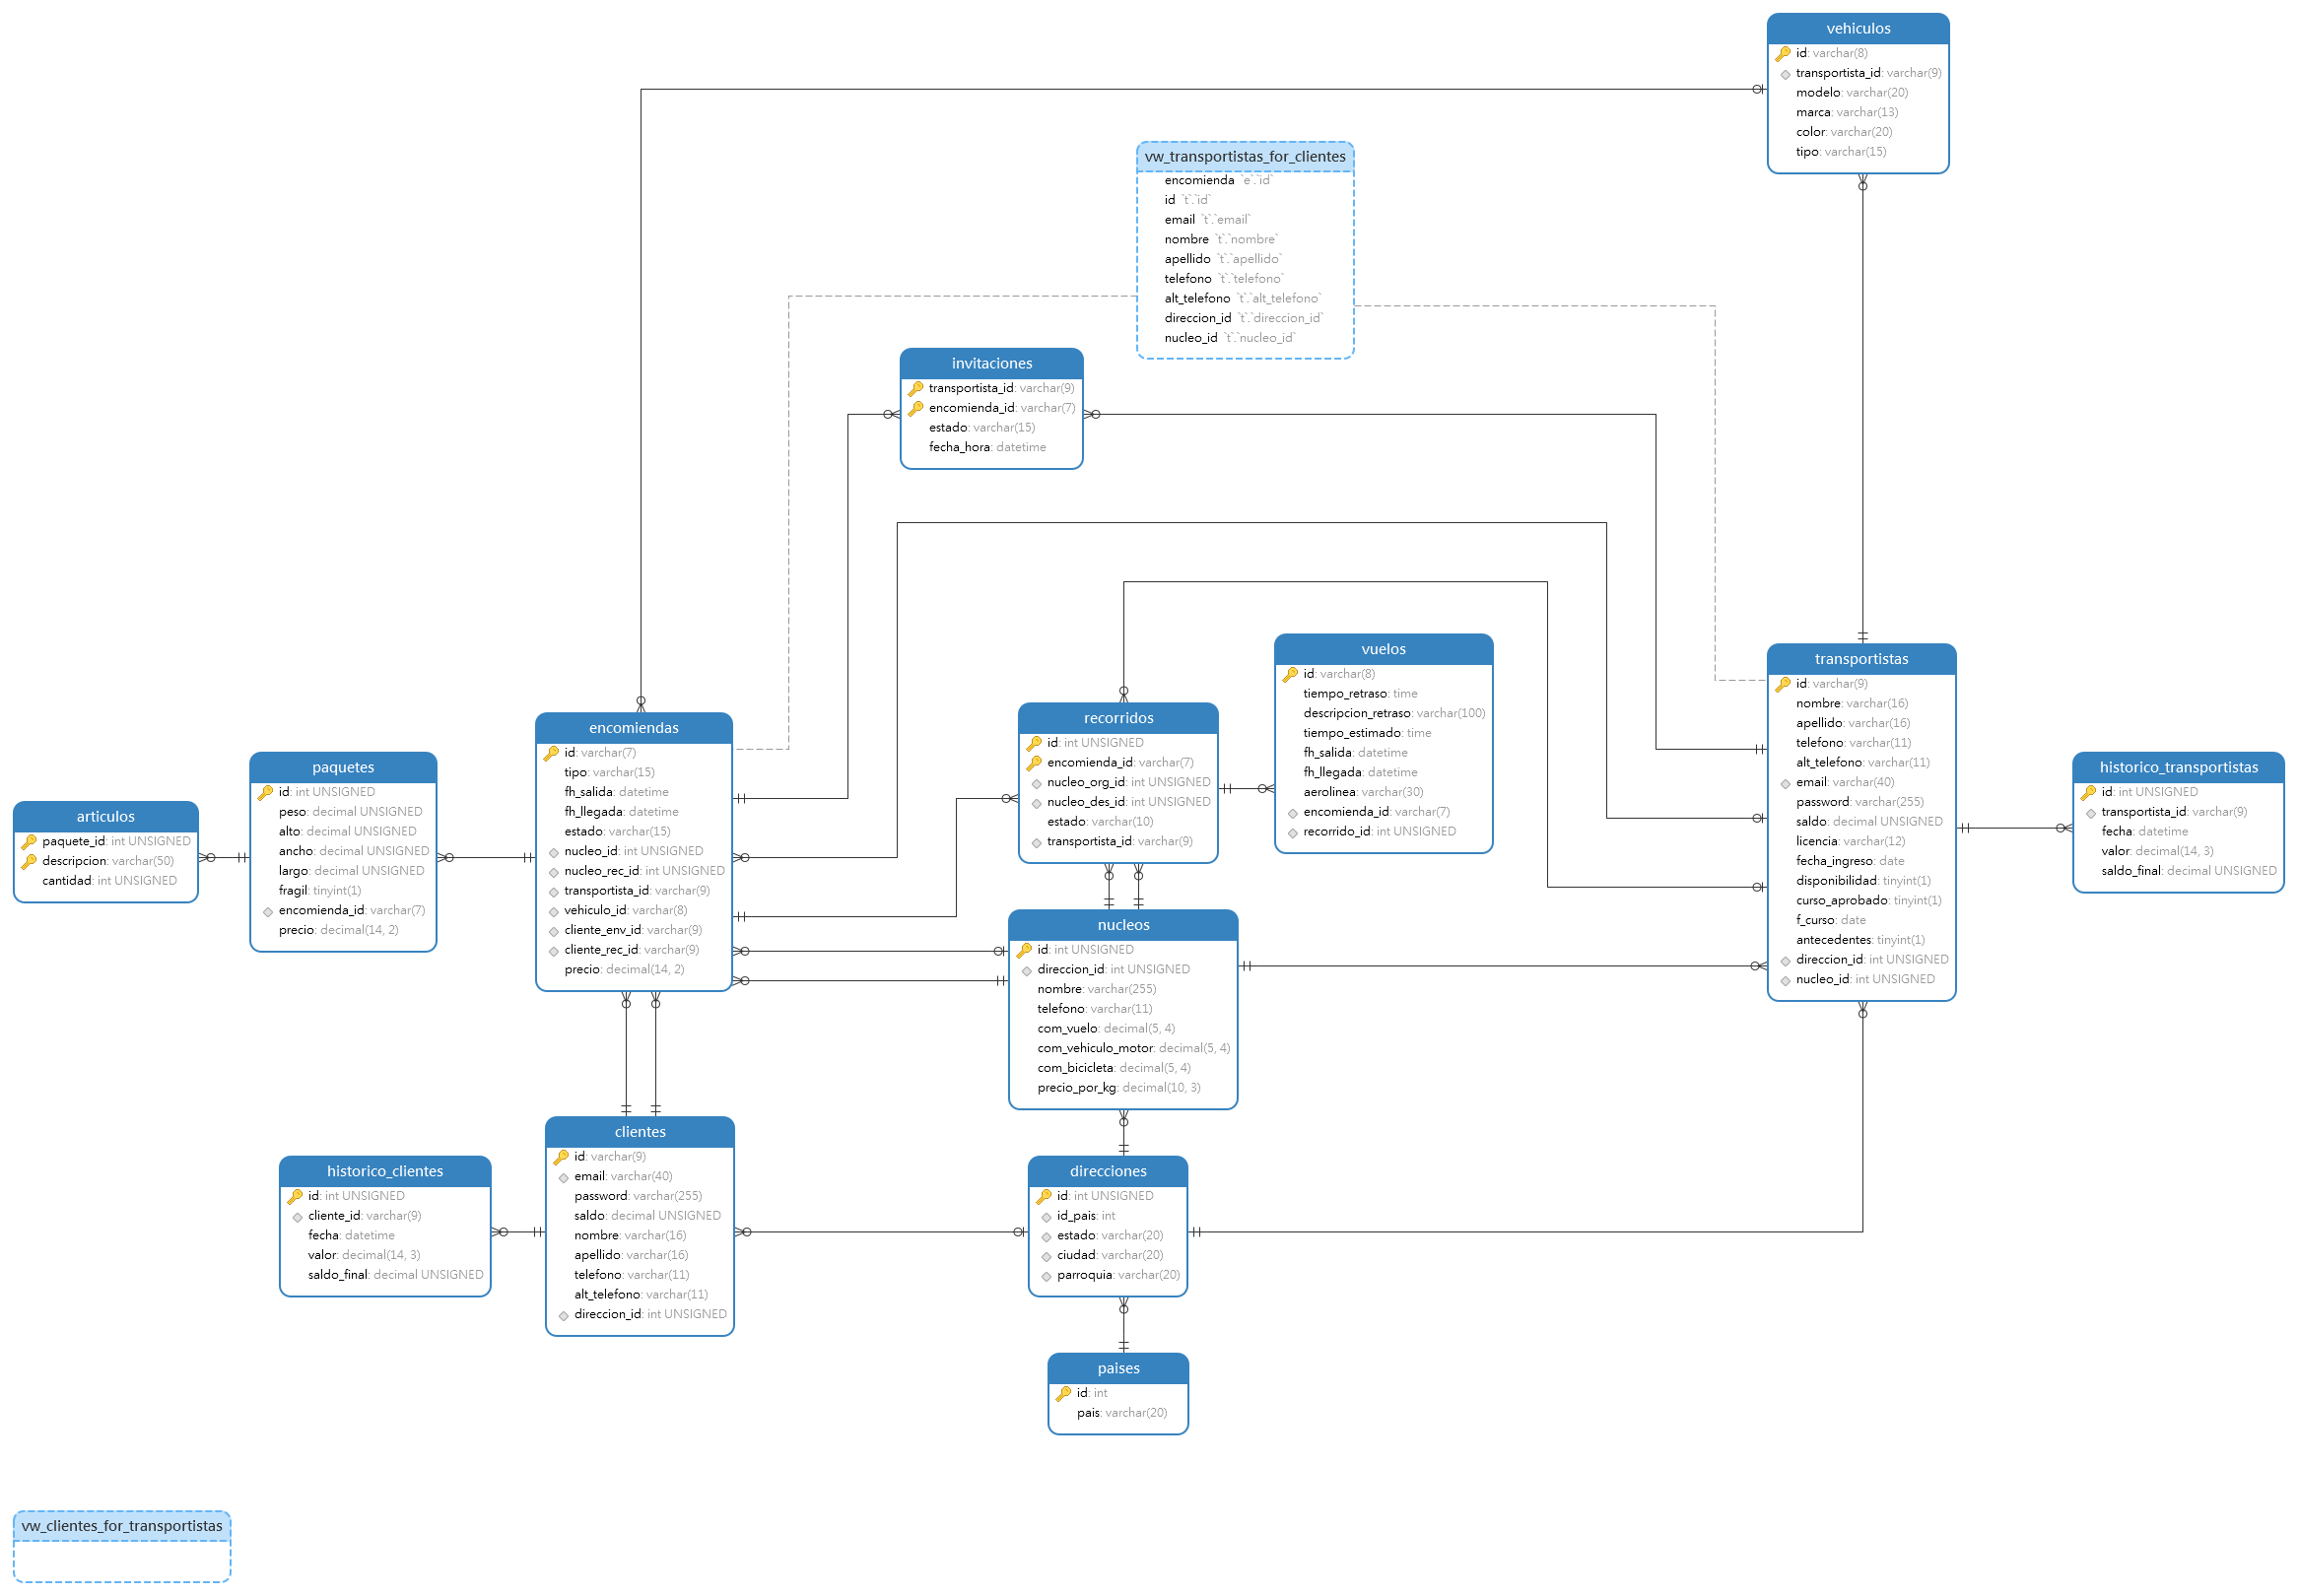 vehiculos
id: varchar(8)
transportista_id: varchar(9)
modelo: varchar(20)
marca: varchar(13)
color: varchar(20)
tipo: varchar(15)
vw_transportistas_for_clientes
encomienda `e`.`id`
id `t`.`id`
email `t`.`email`
nombre `t`.`nombre`
apellido `t`.`apellido`
telefono `t`.`telefono`
alt_telefono `t`.`alt_telefono`
direccion_id `t`.`direccion_id`
nucleo_id `t`.`nucleo_id`
invitaciones
transportista_id: varchar(9)
encomienda_id: varchar(7)
estado: varchar(15)
fecha_hora: datetime
vuelos
id: varchar(8)
tiempo_retraso: time
descripcion_retraso: varchar(100)
tiempo_estimado: time
fh_salida: datetime
fh_llegada: datetime
aerolinea: varchar(30)
encomienda_id: varchar(7)
recorrido_id: int UNSIGNED
transportistas
id: varchar(9)
nombre: varchar(16)
apellido: varchar(16)
telefono: varchar(11)
alt_telefono: varchar(11)
email: varchar(40)
password: varchar(255)
saldo: decimal UNSIGNED
licencia: varchar(12)
fecha_ingreso: date
disponibilidad: tinyint(1)
curso_aprobado: tinyint(1)
f_curso: date
antecedentes: tinyint(1)
direccion_id: int UNSIGNED
nucleo_id: int UNSIGNED
recorridos
id: int UNSIGNED
encomienda_id: varchar(7)
nucleo_org_id: int UNSIGNED
nucleo_des_id: int UNSIGNED
estado: varchar(10)
transportista_id: varchar(9)
encomiendas
id: varchar(7)
tipo: varchar(15)
fh_salida: datetime
fh_llegada: datetime
estado: varchar(15)
nucleo_id: int UNSIGNED
nucleo_rec_id: int UNSIGNED
transportista_id: varchar(9)
vehiculo_id: varchar(8)
cliente_env_id: varchar(9)
cliente_rec_id: varchar(9)
precio: decimal(14, 2)
paquetes
id: int UNSIGNED
peso: decimal UNSIGNED
alto: decimal UNSIGNED
ancho: decimal UNSIGNED
largo: decimal UNSIGNED
fragil: tinyint(1)
encomienda_id: varchar(7)
precio: decimal(14, 2)
historico_transportistas
id: int UNSIGNED
transportista_id: varchar(9)
fecha: datetime
valor: decimal(14, 3)
saldo_final: decimal UNSIGNED
articulos
paquete_id: int UNSIGNED
descripcion: varchar(50)
cantidad: int UNSIGNED
nucleos
id: int UNSIGNED
direccion_id: int UNSIGNED
nombre: varchar(255)
telefono: varchar(11)
com_vuelo: decimal(5, 4)
com_vehiculo_motor: decimal(5, 4)
com_bicicleta: decimal(5, 4)
precio_por_kg: decimal(10, 3)
clientes
id: varchar(9)
email: varchar(40)
password: varchar(255)
saldo: decimal UNSIGNED
nombre: varchar(16)
apellido: varchar(16)
telefono: varchar(11)
alt_telefono: varchar(11)
direccion_id: int UNSIGNED
historico_clientes
id: int UNSIGNED
cliente_id: varchar(9)
fecha: datetime
valor: decimal(14, 3)
saldo_final: decimal UNSIGNED
direcciones
id: int UNSIGNED
id_pais: int
estado: varchar(20)
ciudad: varchar(20)
parroquia: varchar(20)
paises
id: int
pais: varchar(20)
vw_clientes_for_transportistas